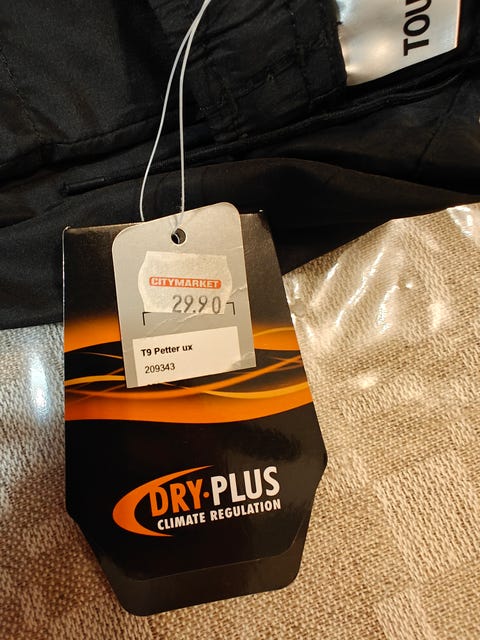 TOU
CITYMARKET
29.90
T9 Petter ux
209343
DRY·PLUS
CLIMATE REGULATION